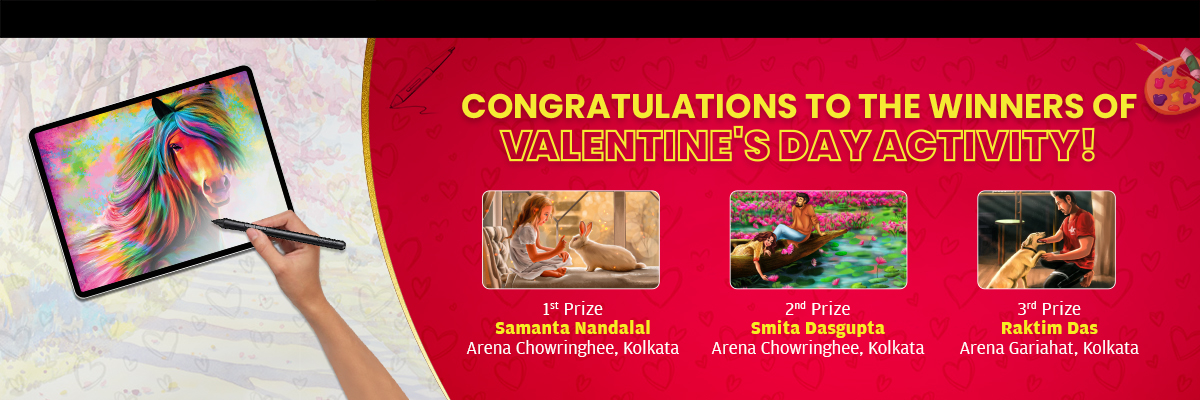 CONGRATULATIONS TO THE WINNERS OF
VALENTINE'S DAY ACTIVITY!
1st Prize
Samanta Nandalal
Arena Chowringhee, Kolkata
2nd Prize
Smita Dasgupta
Arena Chowringhee, Kolkata
3rd Prize
Raktim Das
Arena Gariahat, Kolkata